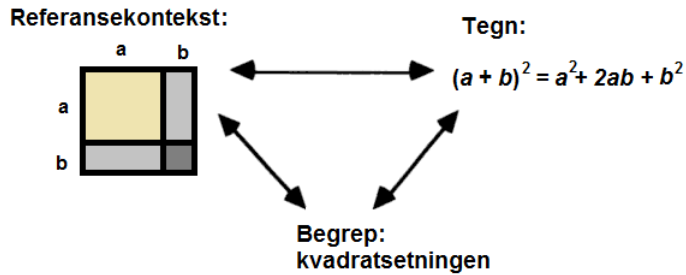 Referansekontekst:
a b
a
b
Tegn:
(a + b)² = a² + 2ab + b²
Begrep:
kvadratsetningen